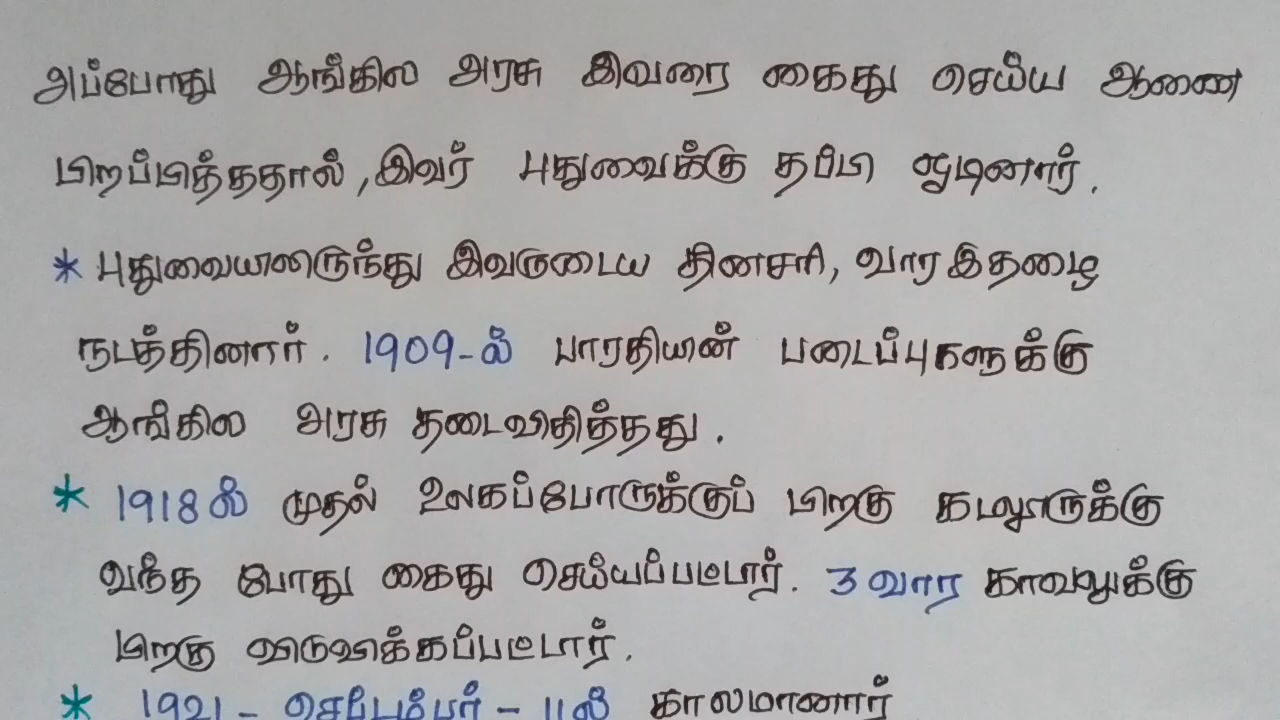 அப்போது ஆங்கில அரசு இவரை கைது செய்ய ஆணை
பிறப்பித்ததால், இவர் புதுவைக்கு தப்பி ஓடினார்.
* புதுவையிலிருந்து இவருடைய தினசரி, வார இதழை
நடத்தினார். 1909-ல் பாரதியின் படைப்புகளுக்கு
ஆங்கில அரசு தடைவிதித்தது.
* 1918ல் முதல் உலகப்போருக்குப் பிறகு கடலூருக்கு
வந்த போது கைது செய்யப்பட்டார். 3 வார காவலுக்கு
பிறகு விடுவிக்கப்பட்டார்.
* 1921 - செப்டம்பர் - 11ல் காலமானார்